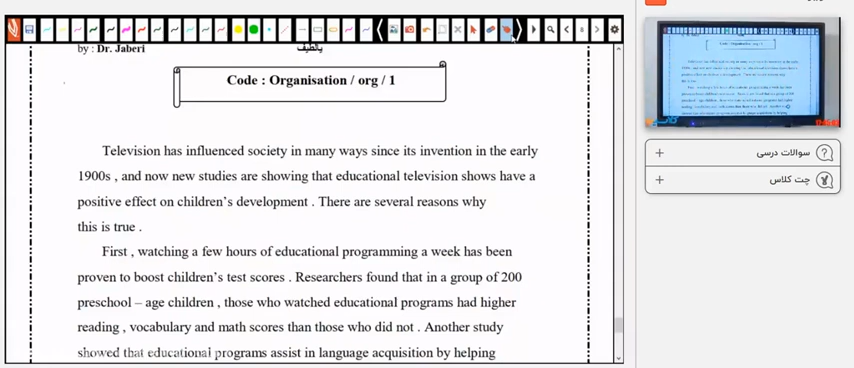 by : Dr. Jaberi
یالطیف
Code : Organisation / org / 1
Television has influenced society in many ways since its invention in the early
1900s , and now new studies are showing that educational television shows have a
positive effect on children's development . There are several reasons why
this is true .
First , watching a few hours of educational programming a week has been
proven to boost children's test scores . Researchers found that in a group of 200
preschool – age children , those who watched educational programs had higher
reading , vocabulary and math scores than those who did not . Another study
showed that educational programs assist in language acquisition by helping
سوالات درسی
چت کلاس